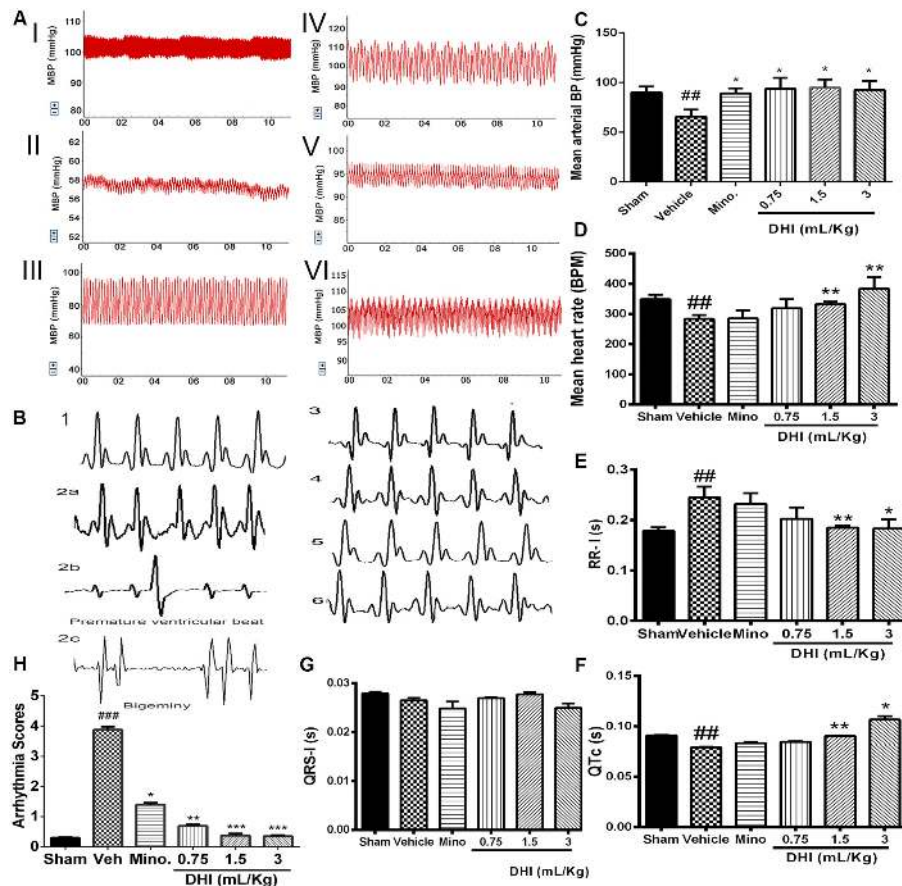 A
I
MBP (mmHg)
110
100
90
80
00 02 04 06 08 10
II
MBP (mmHg)
62
60
58
56
52
00 02 04 06 08 10
III
MBP (mmHg)
100
80
60
40
00 02 04 06 08 10
IV
MBP (mmHg)
120
110
100
90
80
00 02 04 06 08 10
V
MBP (mmHg)
100
95
90
85
80
00 02 04 06 08 10
VI
MBP (mmHg)
115
110
105
100
95
90
00 02 04 06 08 10
B
1
2a
2b
Premature ventricular beat
2c
Bigeminy
3
4
5
6
C
Mean arterial BP (mmHg)
150
100
50
0
##
* * * *
Sham Vehicle Mino. 0.75 1.5 3
DHI (mL/Kg)
D
Mean heart rate (BPM)
500
400
300
200
100
0
##
** **
Sham Vehicle Mino 0.75 1.5 3
DHI (mL/Kg)
E
RR- I (s)
0.3
0.2
0.1
0.0
##
** *
Sham Vehicle Mino 0.75 1.5 3
DHI (mL/Kg)
H
Arrhythmia Scores
5
4
3
2
1
0
###
* ** *** ***
Sham Veh Mino. 0.75 1.5 3
DHI (mL/Kg)
G
QRS-I (s)
0.03
0.02
0.01
0.00
Sham Vehicle Mino 0.75 1.5 3
DHI (mL/Kg)
F
QTc (s)
0.15
0.10
0.05
0.00
##
** *
Sham Vehicle Mino 0.75 1.5 3
DHI (mL/Kg)